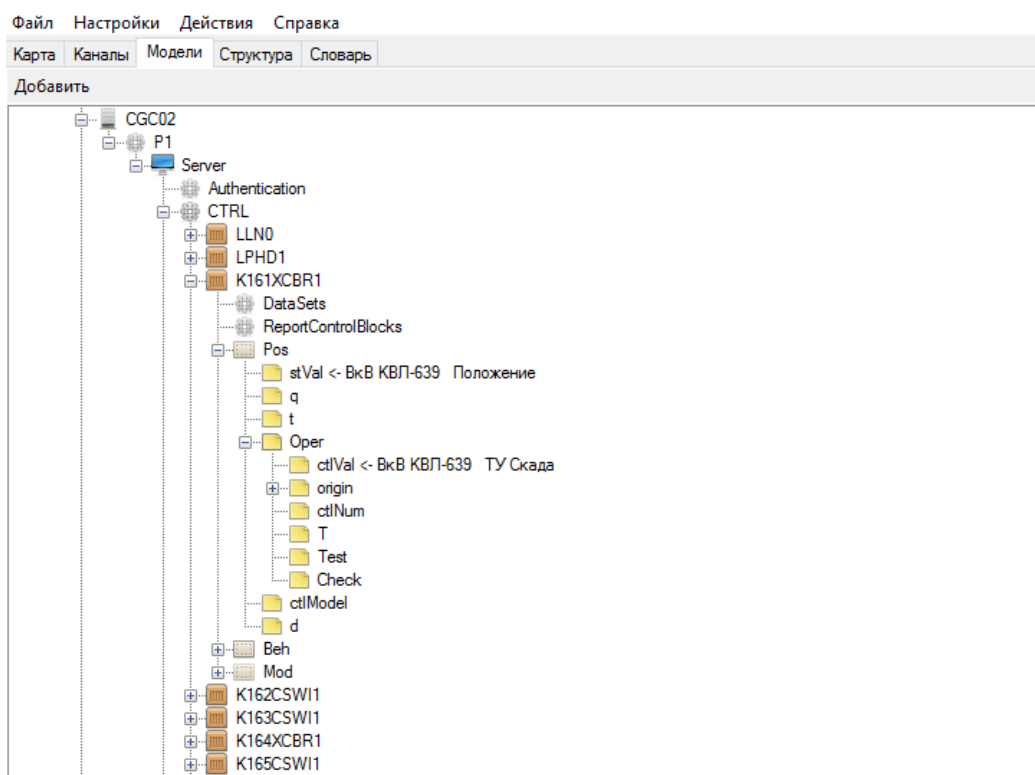 Файл Настройки Действия Справка
Карта Каналы Модели Структура Словарь
Добавить
CGC02
P1
Server
Authentication
CTRL
LLN0
LPHD1
K161XCBR1
DataSets
ReportControlBlocks
Pos
stVal <- ВкВ КВЛ-639 Положение
q
t
Oper
ctlVal <- ВкВ КВЛ-639 ТУ Скада
origin
ctlNum
T
Test
Check
ctlModel
d
Beh
Mod
K162CSWI1
K163CSWI1
K164XCBR1
K165CSWI1